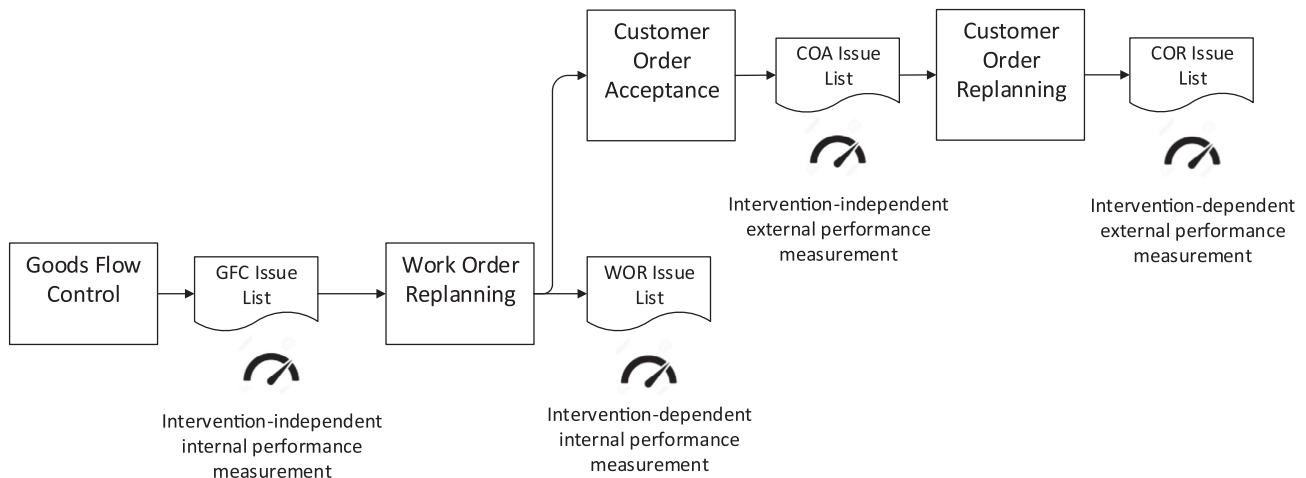 Customer
Order
Acceptance
COA Issue
List
Customer
Order
Replanning
COR Issue
List
Intervention-independent
external performance
measurement
Intervention-dependent
external performance
measurement
Goods Flow
Control
GFC Issue
List
Work Order
Replanning
WOR Issue
List
Intervention-independent
internal performance
measurement
Intervention-dependent
internal performance
measurement